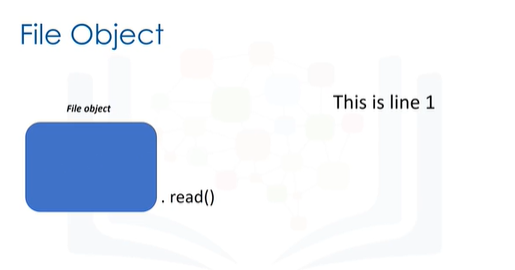 File Object
File object
This is line 1
. read()